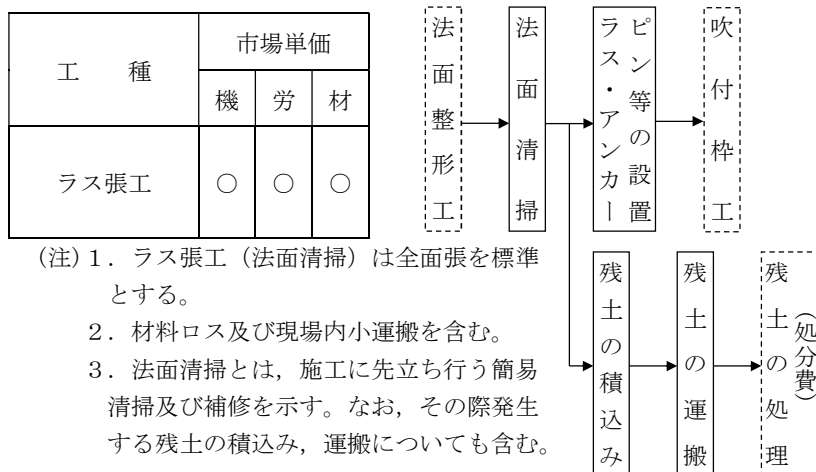 工 種
市場単価
機 労 材
ラス張工 ○ ○ ○
(注) 1．ラス張工（法面清掃）は全面張を標準
とする。
2．材料ロス及び現場内小運搬を含む。
3．法面清掃とは，施工に先立ち行う簡易
清掃及び補修を示す。なお，その際発生
する残土の積込み，運搬についても含む。
法面整形工
法面清掃
ラス・アンカー
ピン等の設置
吹付枠工
残土の積込み
残土の運搬
残土の処理
（処分費）